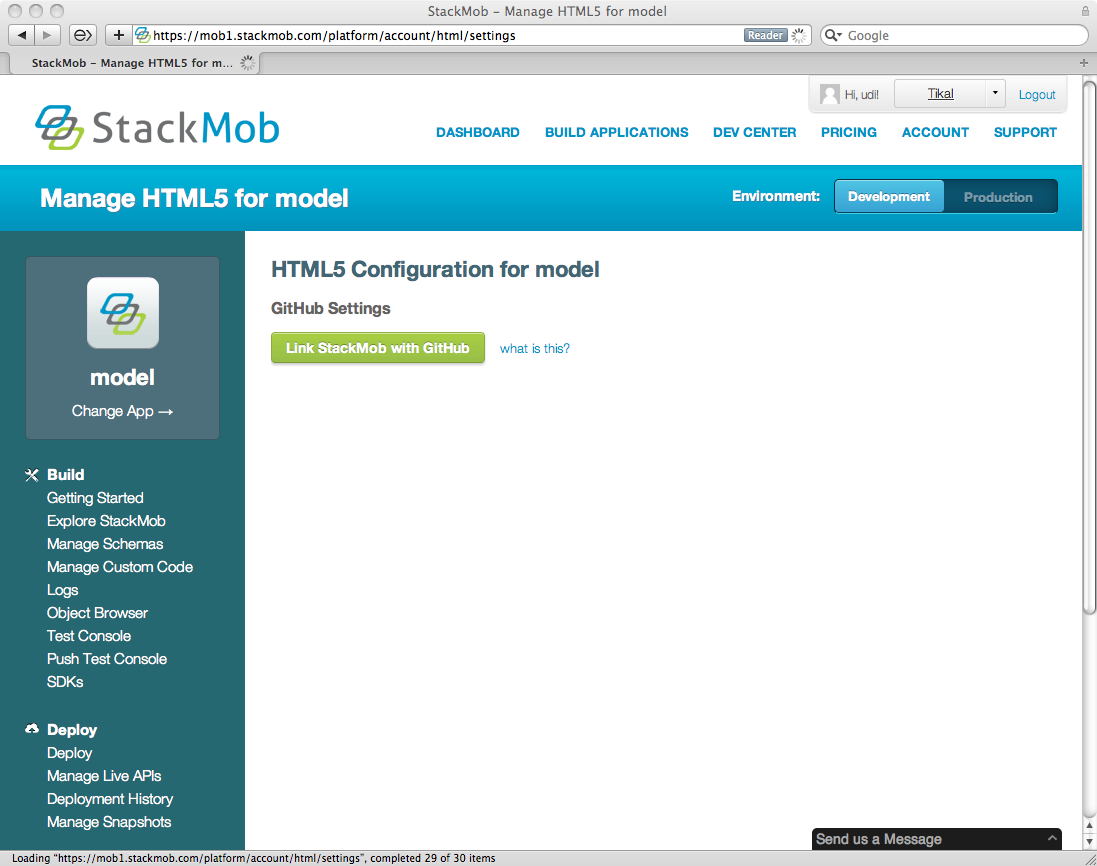 StackMob – Manage HTML5 for model
https://mob1.stackmob.com/platform/account/html/settings Reader Google
StackMob – Manage HTML5 for m...
Hi, udi! Tikal Logout
StackMob
DASHBOARD BUILD APPLICATIONS DEV CENTER PRICING ACCOUNT SUPPORT
Manage HTML5 for model
Environment: Development Production
HTML5 Configuration for model
GitHub Settings
Link StackMob with GitHub what is this?
model
Change App →
Build
Getting Started
Explore StackMob
Manage Schemas
Manage Custom Code
Logs
Object Browser
Test Console
Push Test Console
SDKs
Deploy
Deploy
Manage Live APIs
Deployment History
Manage Snapshots
Send us a Message
Loading "https://mob1.stackmob.com/platform/account/html/settings", completed 29 of 30 items